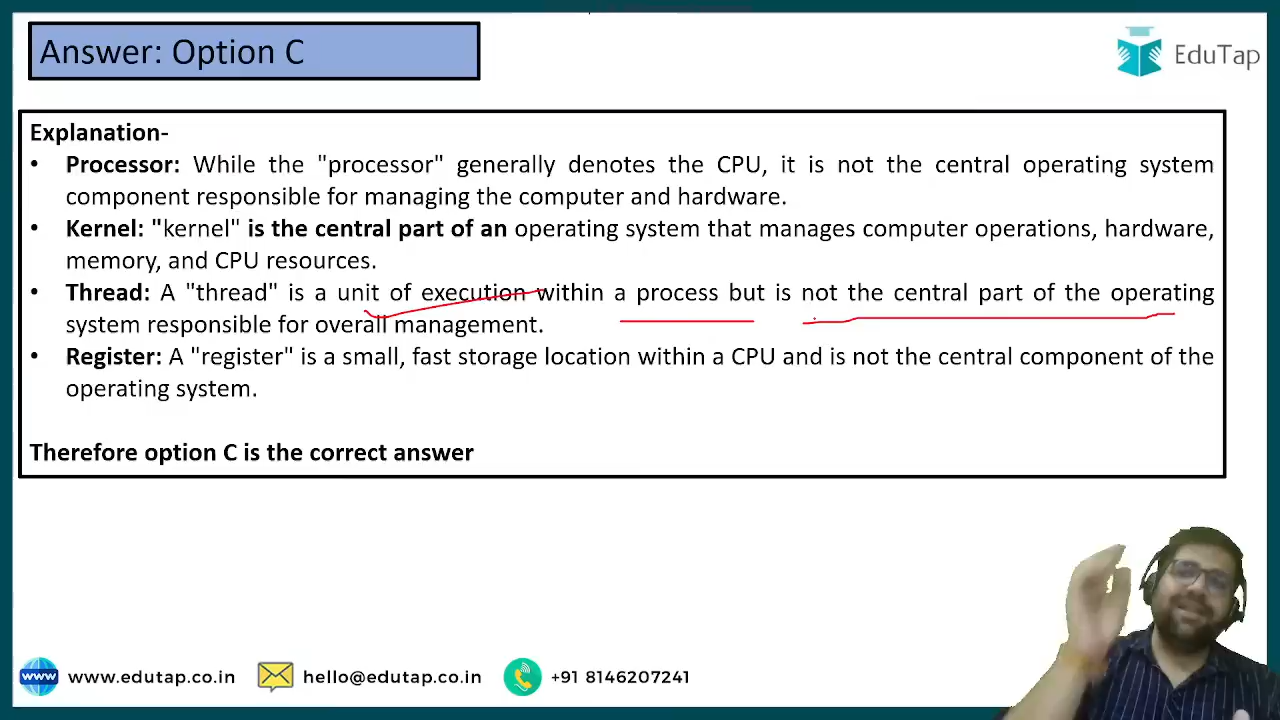 Answer: Option C
EduTap
Explanation-
• Processor: While the "processor" generally denotes the CPU, it is not the central operating system
component responsible for managing the computer and hardware.
• Kernel: "kernel" is the central part of an operating system that manages computer operations, hardware,
memory, and CPU resources.
• Thread: A "thread" is a unit of execution within a process but is not the central part of the operating
system responsible for overall management.
• Register: A "register" is a small, fast storage location within a CPU and is not the central component of the
operating system.
Therefore option C is the correct answer
www www.edutap.co.in hello@edutap.co.in +91 8146207241